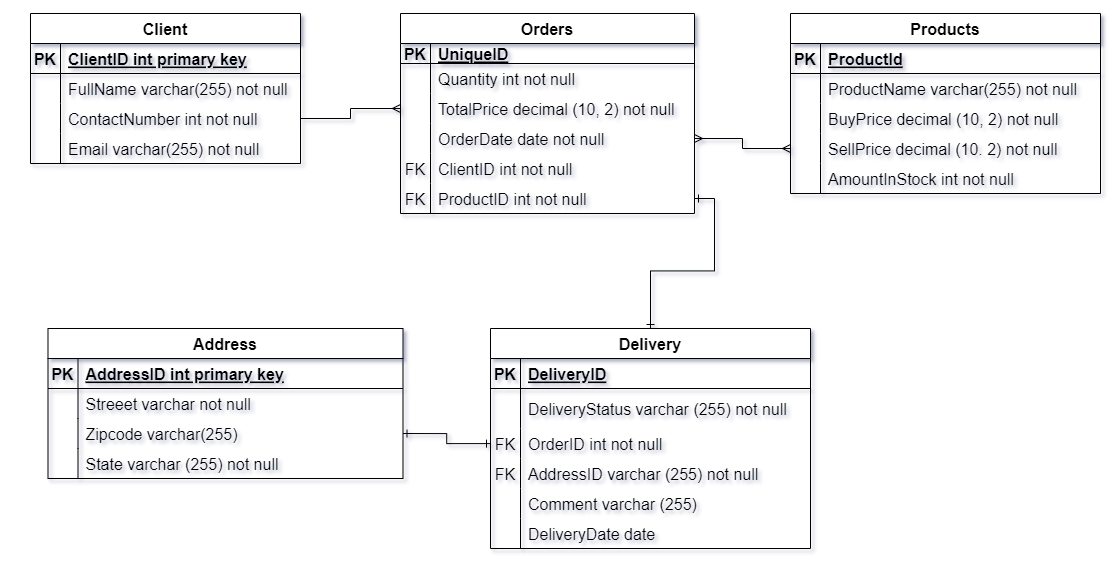 Client
PK ClientID int primary key
FullName varchar(255) not null
ContactNumber int not null
Email varchar(255) not null
Orders
PK UniqueID
Quantity int not null
TotalPrice decimal (10, 2) not null
OrderDate date not null
FK ClientID int not null
FK ProductID int not null
Products
PK ProductId
ProductName varchar(255) not null
BuyPrice decimal (10, 2) not null
SellPrice decimal (10. 2) not null
AmountInStock int not null
Address
PK AddressID int primary key
Streeet varchar not null
Zipcode varchar(255)
State varchar (255) not null
Delivery
PK DeliveryID
DeliveryStatus varchar (255) not null
FK OrderID int not null
FK AddressID varchar (255) not null
Comment varchar (255)
DeliveryDate date